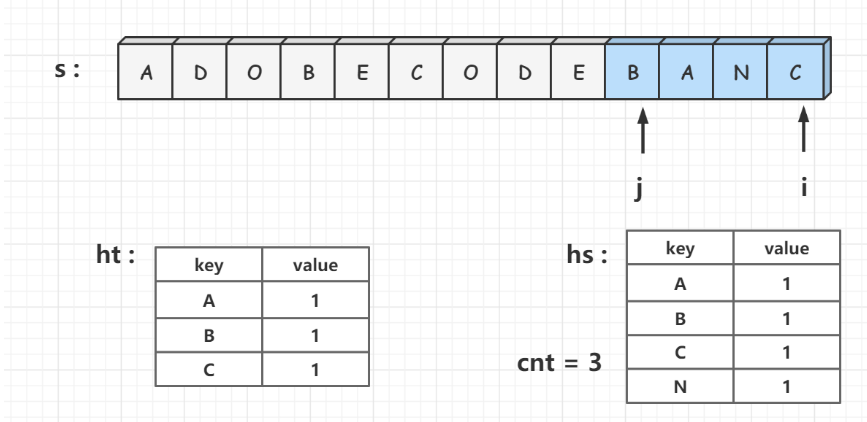 s : A D O B E C O D E B A N C
j i
ht :
key value
A 1
B 1
C 1
hs :
key value
A 1
B 1
C 1
N 1
cnt = 3